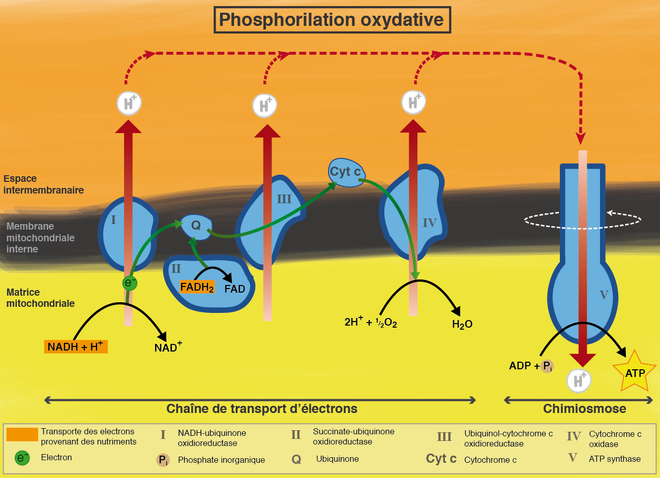 Phosphorilation oxydative
H+
H+
H+
Espace
intermembranaire
Membrane
mitochondriale
interne
Matrice
mitochondriale
I
Q
II
III
Cyt c
IV
V
e-
FADH2
FAD
NADH + H+
NAD+
2H+ + 1/2O2
H2O
ADP + Pi
ATP
H+
Chaîne de transport d'électrons
Chimiosmose
Transporte des electrons
provenant des nutriments
I NADH-ubiquinone
oxidoreductase
II Succinate-ubiquinone
oxidoreductase
III Ubiquinol-cytochrome c
oxidoreductase
IV Cytochrome c
oxidase
e- Electron
Pi Phosphate inorganique
Q Ubiquinone
Cyt c Cytochrome c
V ATP synthase